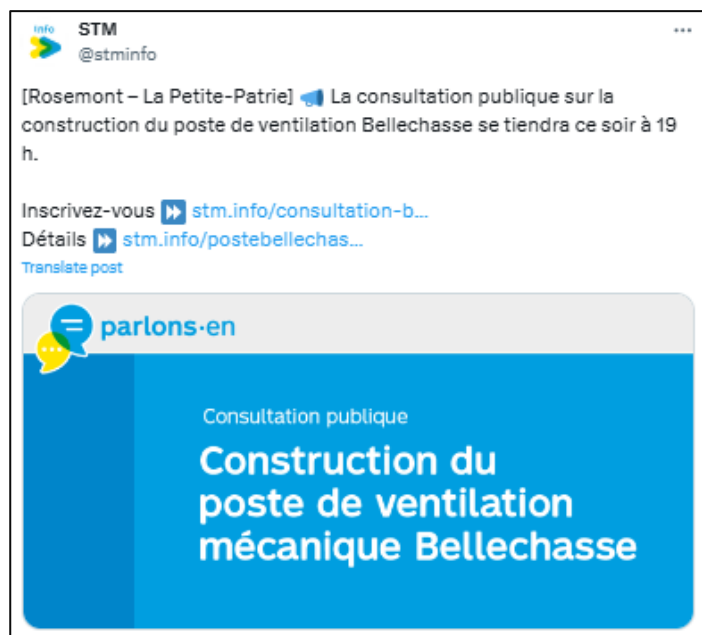 info
STM
@stminfo
...
[Rosemont – La Petite-Patrie] 📣 La consultation publique sur la
construction du poste de ventilation Bellechasse se tiendra ce soir à 19
h.
Inscrivez-vous ⏩ stm.info/consultation-b...
Détails ⏩ stm.info/postebellechas...
Translate post
parlons·en
Consultation publique
Construction du
poste de ventilation
mécanique Bellechasse